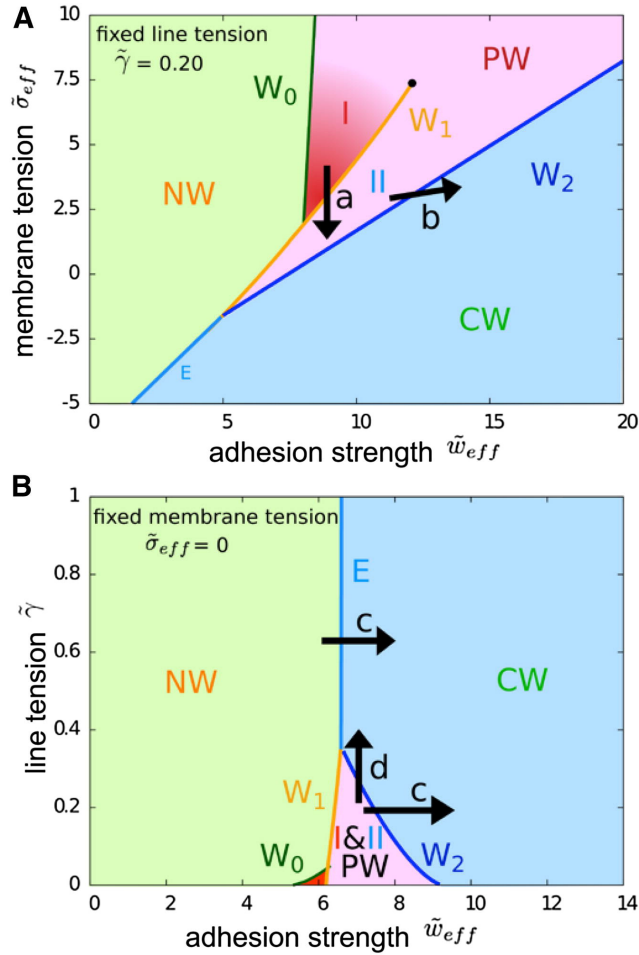 A
fixed line tension
γ̃ = 0.20
W₀
PW
I
W₁
NW
II
W₂
a
b
CW
E
membrane tension σ̃eff
10
7.5
5
2.5
0
-2.5
-5
0
5
10
15
20
adhesion strength w̃eff
B
fixed membrane tension
σ̃eff = 0
E
c
NW
CW
d
W₁
c
I&II
PW
W₀
W₂
line tension γ̃
1
0.8
0.6
0.4
0.2
0
0
2
4
6
8
10
12
14
adhesion strength w̃eff